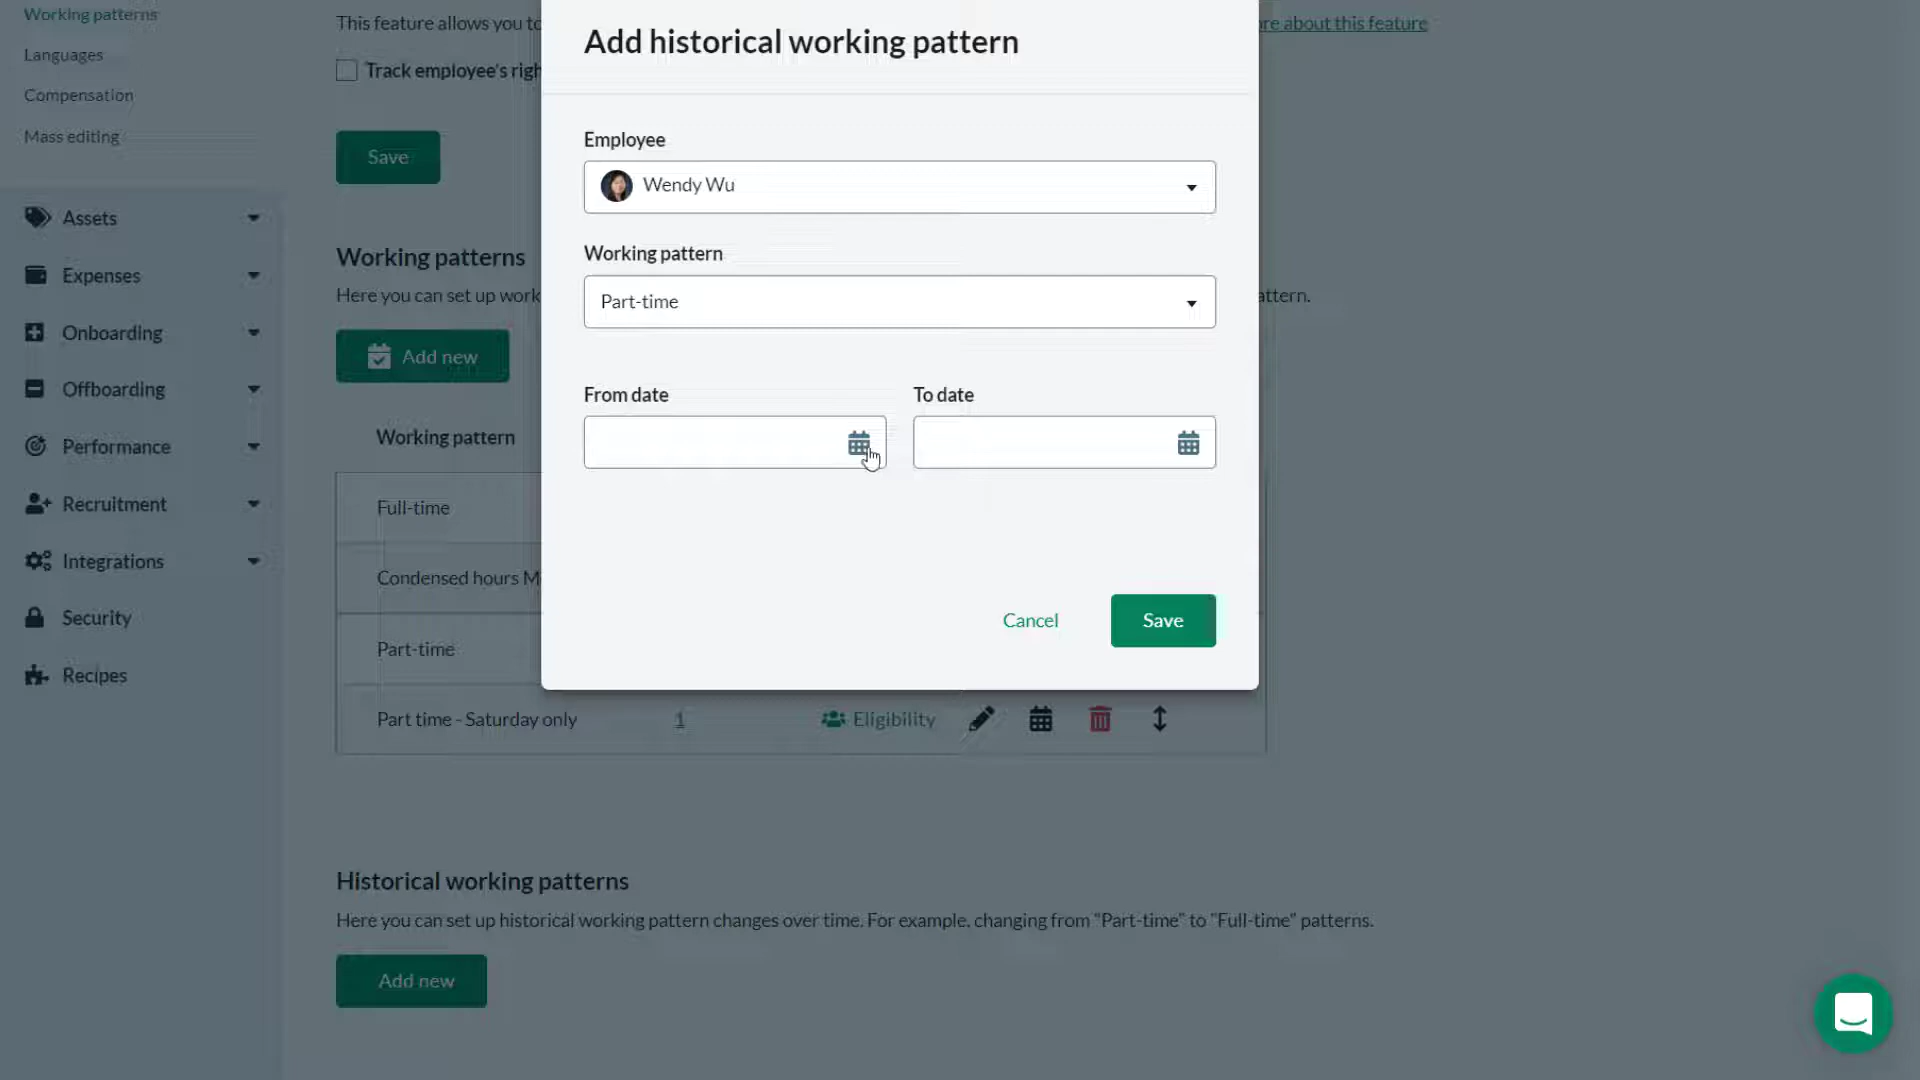 Working patterns
Languages
Compensation
Mass editing
Assets
Expenses
Onboarding
Offboarding
Performance
Recruitment
Integrations
Security
Recipes
This feature allows you to
re about this feature
Track employee's righ
Save
Working patterns
Here you can set up work
attern.
Add new
Working pattern
Full-time
Condensed hours M
Part-time
Part time - Saturday only 1 Eligibility
Historical working patterns
Here you can set up historical working pattern changes over time. For example, changing from "Part-time" to "Full-time" patterns.
Add new
Add historical working pattern
Employee
Wendy Wu
Working pattern
Part-time
From date To date
Cancel Save